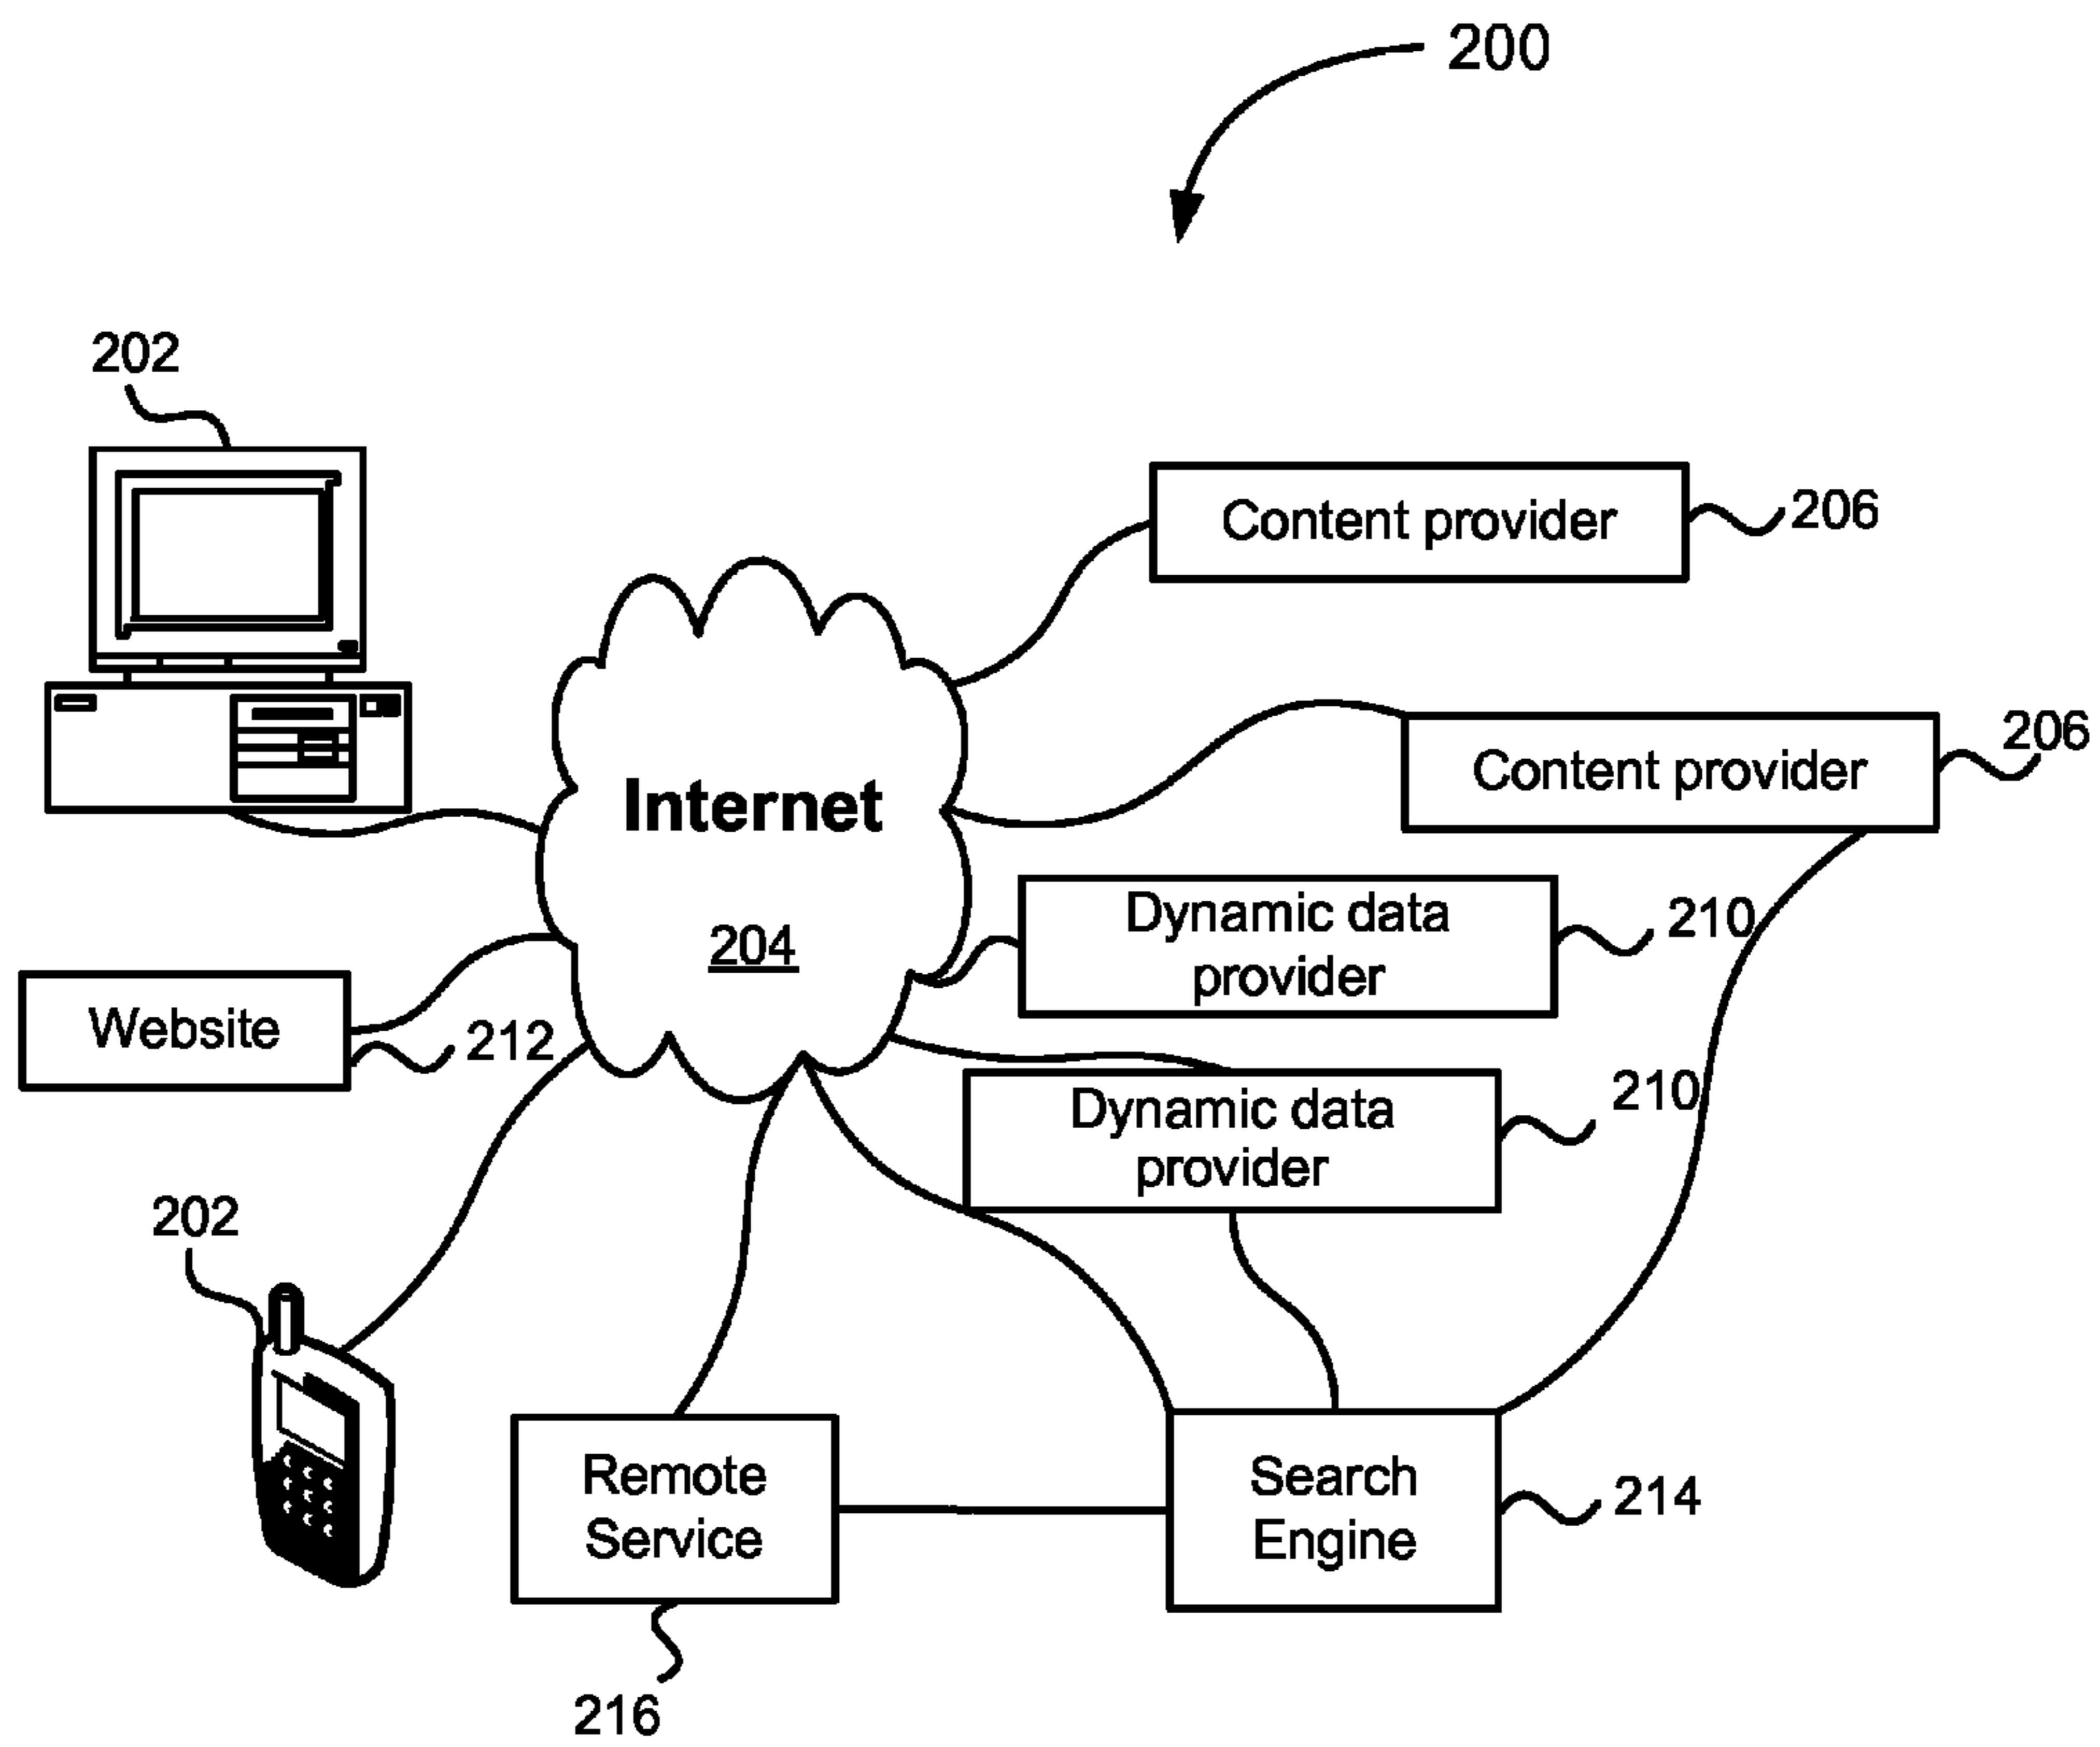 200
202
Content provider
206
Content provider
206
Internet
204
Dynamic data
provider
210
Website
212
Dynamic data
provider
210
202
Remote
Service
216
Search
Engine
214